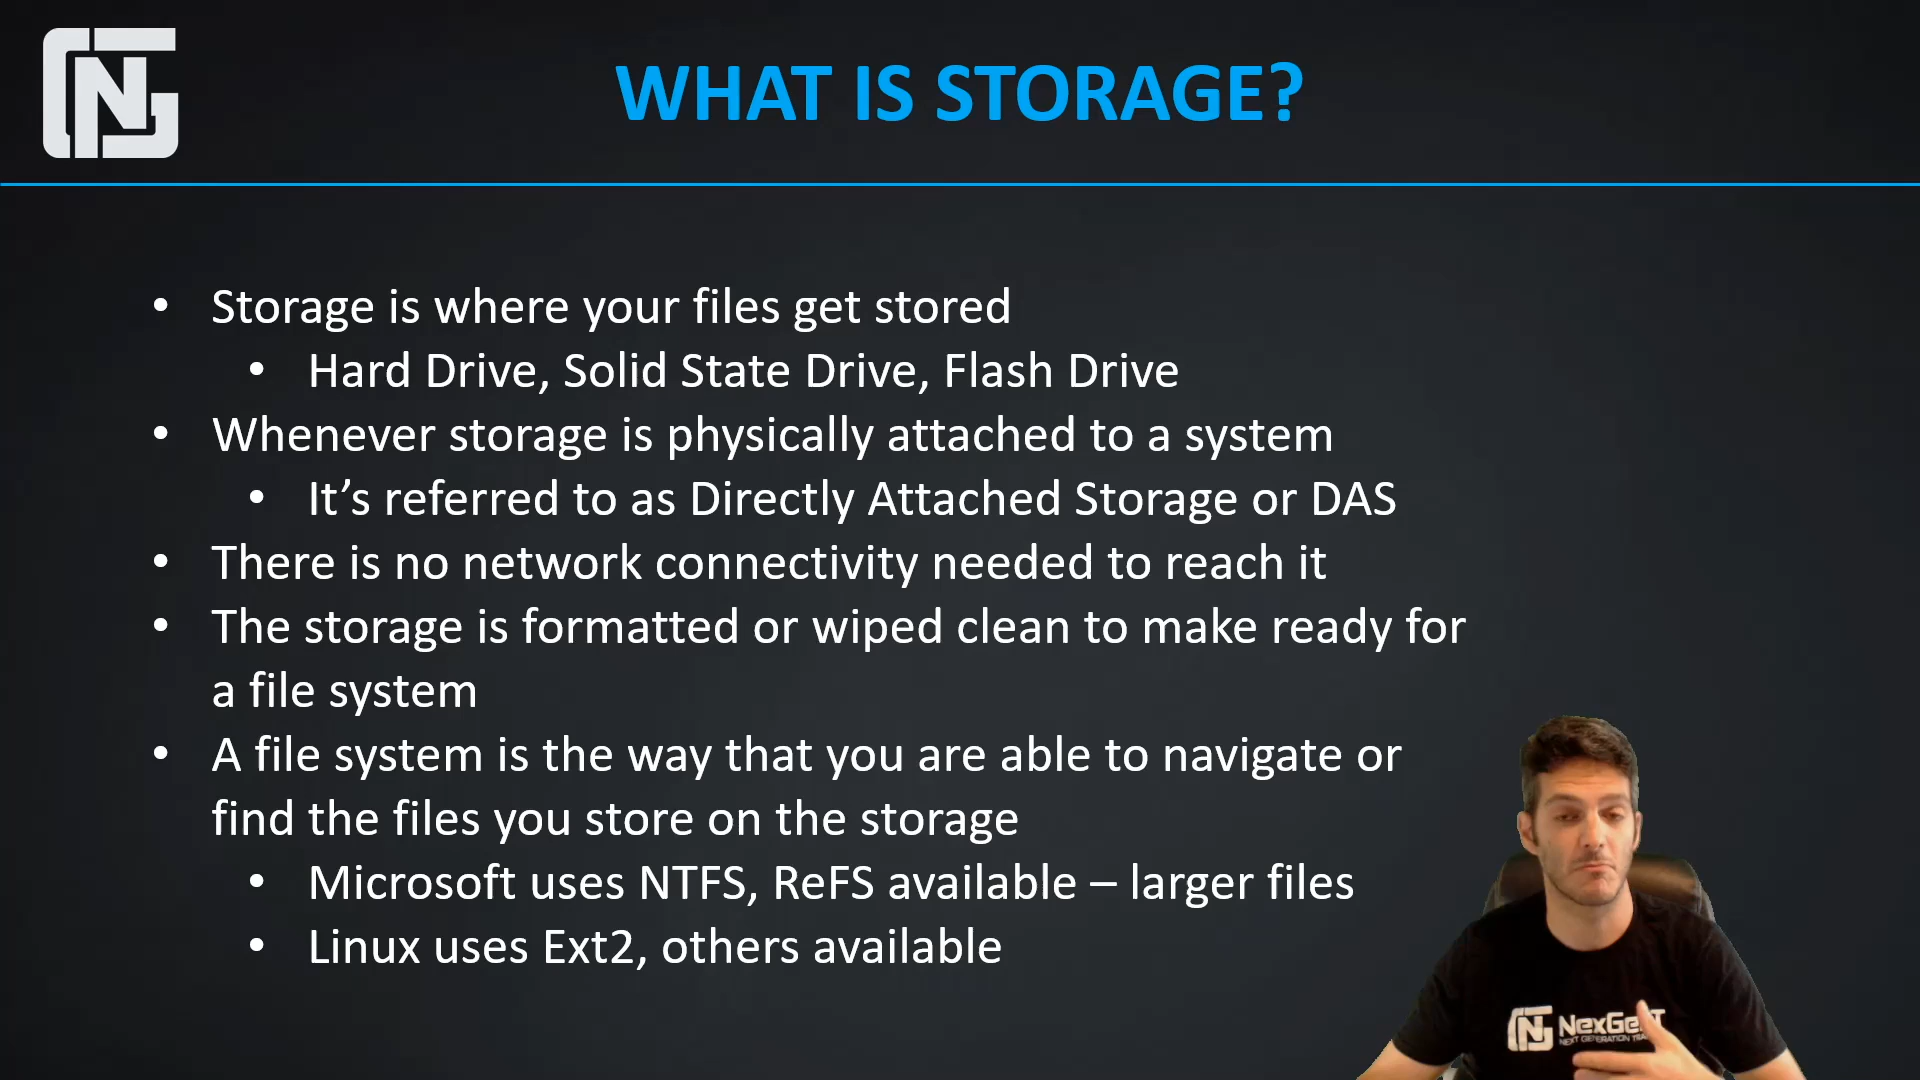 WHAT IS STORAGE?
• Storage is where your files get stored
• Hard Drive, Solid State Drive, Flash Drive
• Whenever storage is physically attached to a system
• It’s referred to as Directly Attached Storage or DAS
• There is no network connectivity needed to reach it
• The storage is formatted or wiped clean to make ready for
a file system
• A file system is the way that you are able to navigate or
find the files you store on the storage
• Microsoft uses NTFS, ReFS available – larger files
• Linux uses Ext2, others available
NEXT GENERATION